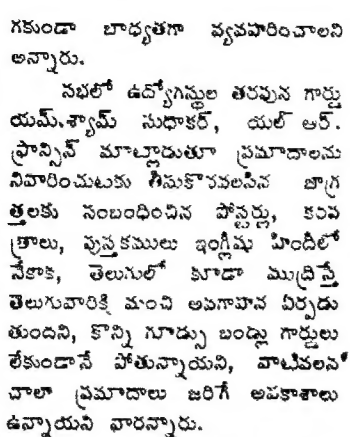 గకుండా బాధ్యతగా వ్యవహరించాలని
అన్నారు.
సభలో ఉద్యోగస్థుల తరపున గార్డు
యమ్.శ్యామ్ సుధాకర్, యల్ ఆర్.
ఫ్రాన్సిస్ మాట్లాడుతూ ప్రమాదాలను
నివారించుటకు తీసుకొనవలసిన జాగ్ర
త్తలకు సంబంధించిన పోస్టర్లు, కరప
త్రాలు, పుస్తకములు ఇంగ్లీషు హిందీలో
నేకాక, తెలుగులో కూడా ముద్రిస్తే
తెలుగువారికి మంచి అవగాహన ఏర్పడు
తుందని, కొన్ని గూడ్సు బండ్లు గార్డులు
లేకుండానే పోతున్నాయని, వాటివలన
చాలా ప్రమాదాలు జరిగే అవకాశాలు
ఉన్నాయని వారన్నారు.